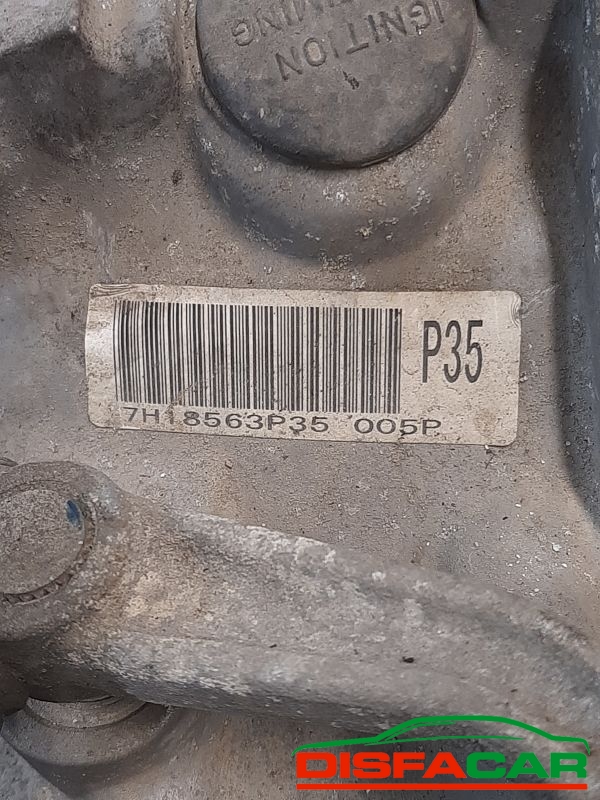 IGNITION
TIMING
P35
7H18563P35 005P
DISFACAR